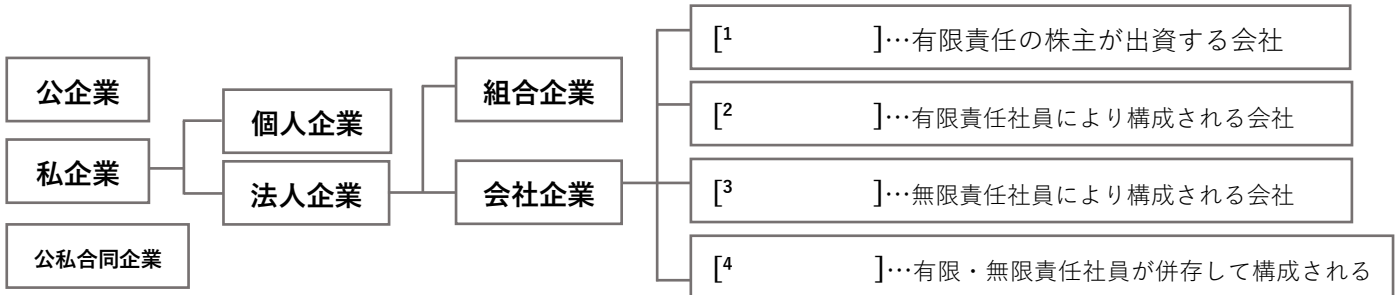 公企業
私企業
公私合同企業
個人企業
法人企業
組合企業
会社企業
[¹ ]…有限責任の株主が出資する会社
[² ]…有限責任社員により構成される会社
[³ ]…無限責任社員により構成される会社
[⁴ ]…有限・無限責任社員が併存して構成される